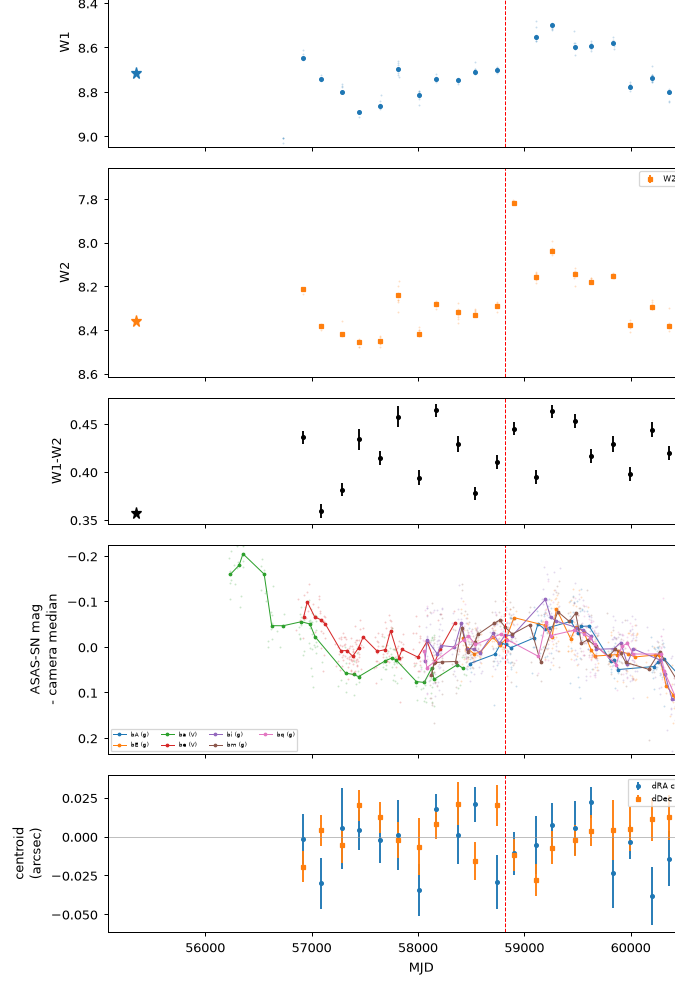 8.4
8.6
8.8
9.0
W1
7.8
8.0
8.2
8.4
8.6
W2
W2
0.45
0.40
0.35
W1-W2
−0.2
−0.1
0.0
0.1
0.2
ASAS-SN mag
- camera median
bA (g)
bE (g)
ba (V)
be (V)
bi (g)
bm (g)
bq (g)
0.025
0.000
−0.025
−0.050
centroid
(arcsec)
dRA c
dDec
56000 57000 58000 59000 60000
MJD